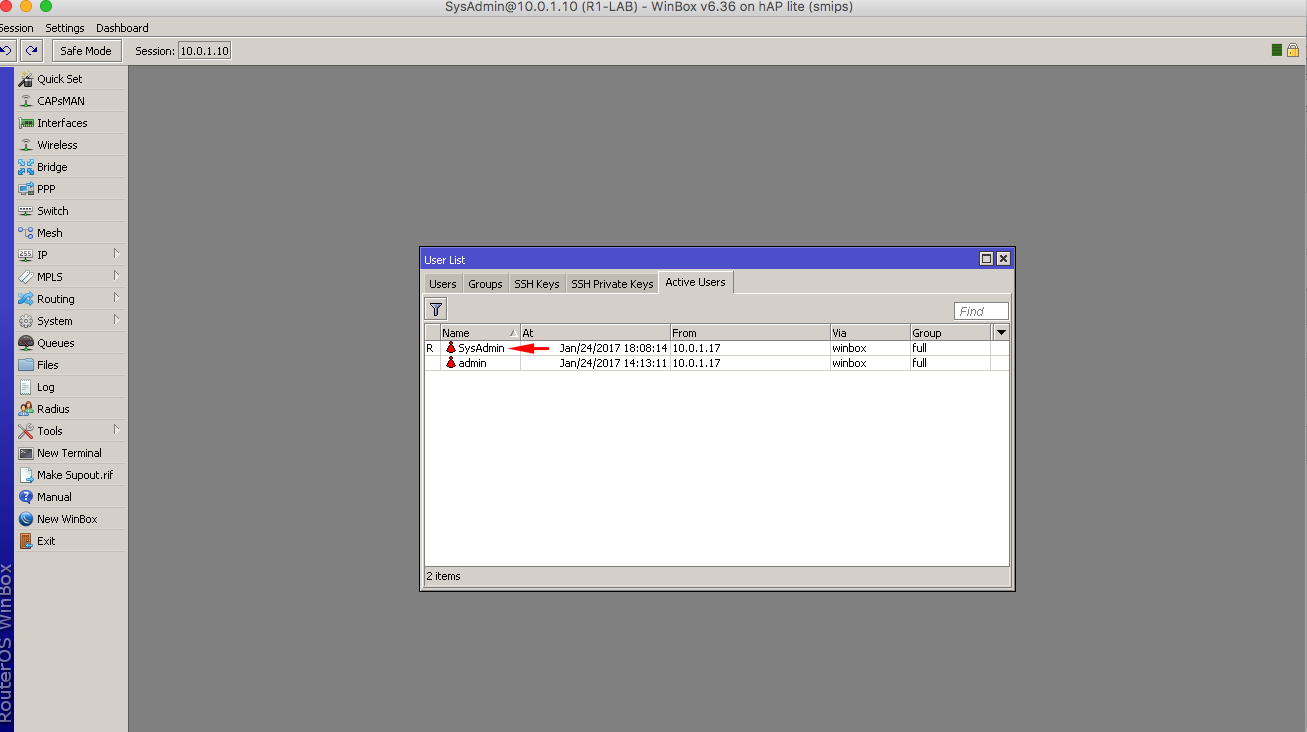 SysAdmin@10.0.1.10 (R1-LAB) - WinBox v6.36 on hAP lite (smips)
Session Settings Dashboard
Safe Mode Session: 10.0.1.10
Quick Set
CAPsMAN
Interfaces
Wireless
Bridge
PPP
Switch
Mesh
255 IP
MPLS
Routing
System
Queues
Files
Log
Radius
Tools
New Terminal
Make Supout.rif
Manual
New WinBox
Exit
RouterOS WinBox
User List
Users Groups SSH Keys SSH Private Keys Active Users
Find
Name At From Via Group
R SysAdmin Jan/24/2017 18:08:14 10.0.1.17 winbox full
admin Jan/24/2017 14:13:11 10.0.1.17 winbox full
2 items